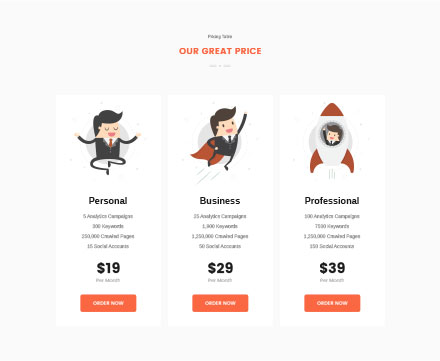 Pricing Table
OUR GREAT PRICE
Personal
5 Analytics Campaigns
300 Keywords
250,000 Crawled Pages
15 Social Accounts
$19
Per Month
ORDER NOW
Business
25 Analytics Campaigns
1,900 Keywords
1,250,000 Crawled Pages
50 Social Accounts
$29
Per Month
ORDER NOW
Professional
100 Analytics Campaigns
7500 Keywords
1,250,000 Crawled Pages
150 Social Accounts
$39
Per Month
ORDER NOW